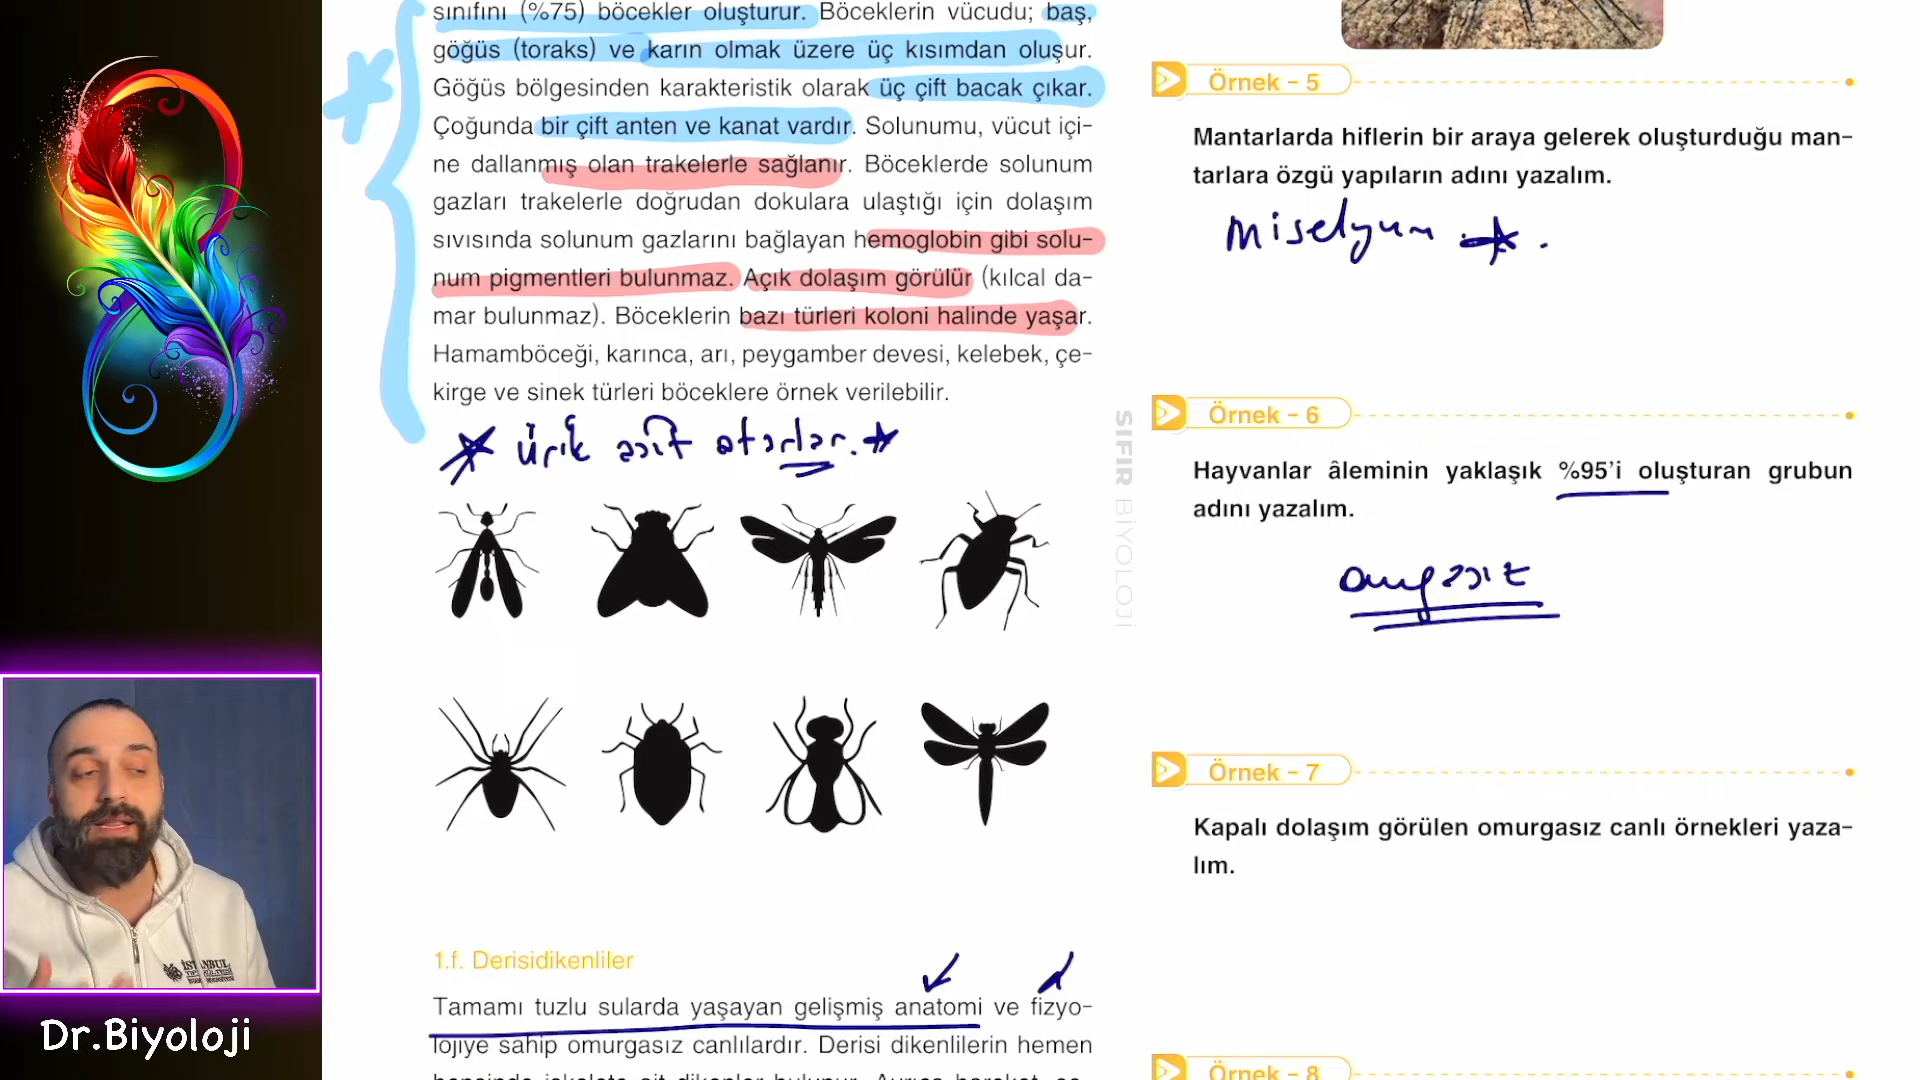 sınıfını (%75) böcekler oluşturur. Böceklerin vücudu; baş,
göğüs (toraks) ve karın olmak üzere üç kısımdan oluşur.
Göğüs bölgesinden karakteristik olarak üç çift bacak çıkar.
Çoğunda bir çift anten ve kanat vardır. Solunumu, vücut içi-
ne dallanmış olan trakelerle sağlanır. Böceklerde solunum
gazları trakelerle doğrudan dokulara ulaştığı için dolaşım
sıvısında solunum gazlarını bağlayan hemoglobin gibi solu-
num pigmentleri bulunmaz. Açık dolaşım görülür (kılcal da-
mar bulunmaz). Böceklerin bazı türleri koloni halinde yaşar.
Hamamböceği, karınca, arı, peygamber devesi, kelebek, çe-
kirge ve sinek türleri böceklere örnek verilebilir.
Ürik asit atarlar.
1.f. Derisidikenliler
Tamamı tuzlu sularda yaşayan gelişmiş anatomi ve fizyo-
lojiye sahip omurgasız canlılardır. Derisi dikenlilerin hemen
SIFIR BİYOLOJİ
Örnek - 5
Mantarlarda hiflerin bir araya gelerek oluşturduğu man-
tarlara özgü yapıların adını yazalım.
Miselyum
Örnek - 6
Hayvanlar âleminin yaklaşık %95'i oluşturan grubun
adını yazalım.
omurgasız
Örnek - 7
Kapalı dolaşım görülen omurgasız canlı örnekleri yaza-
lım.
Örnek - 8
İSTANBUL
Dr.Biyoloji